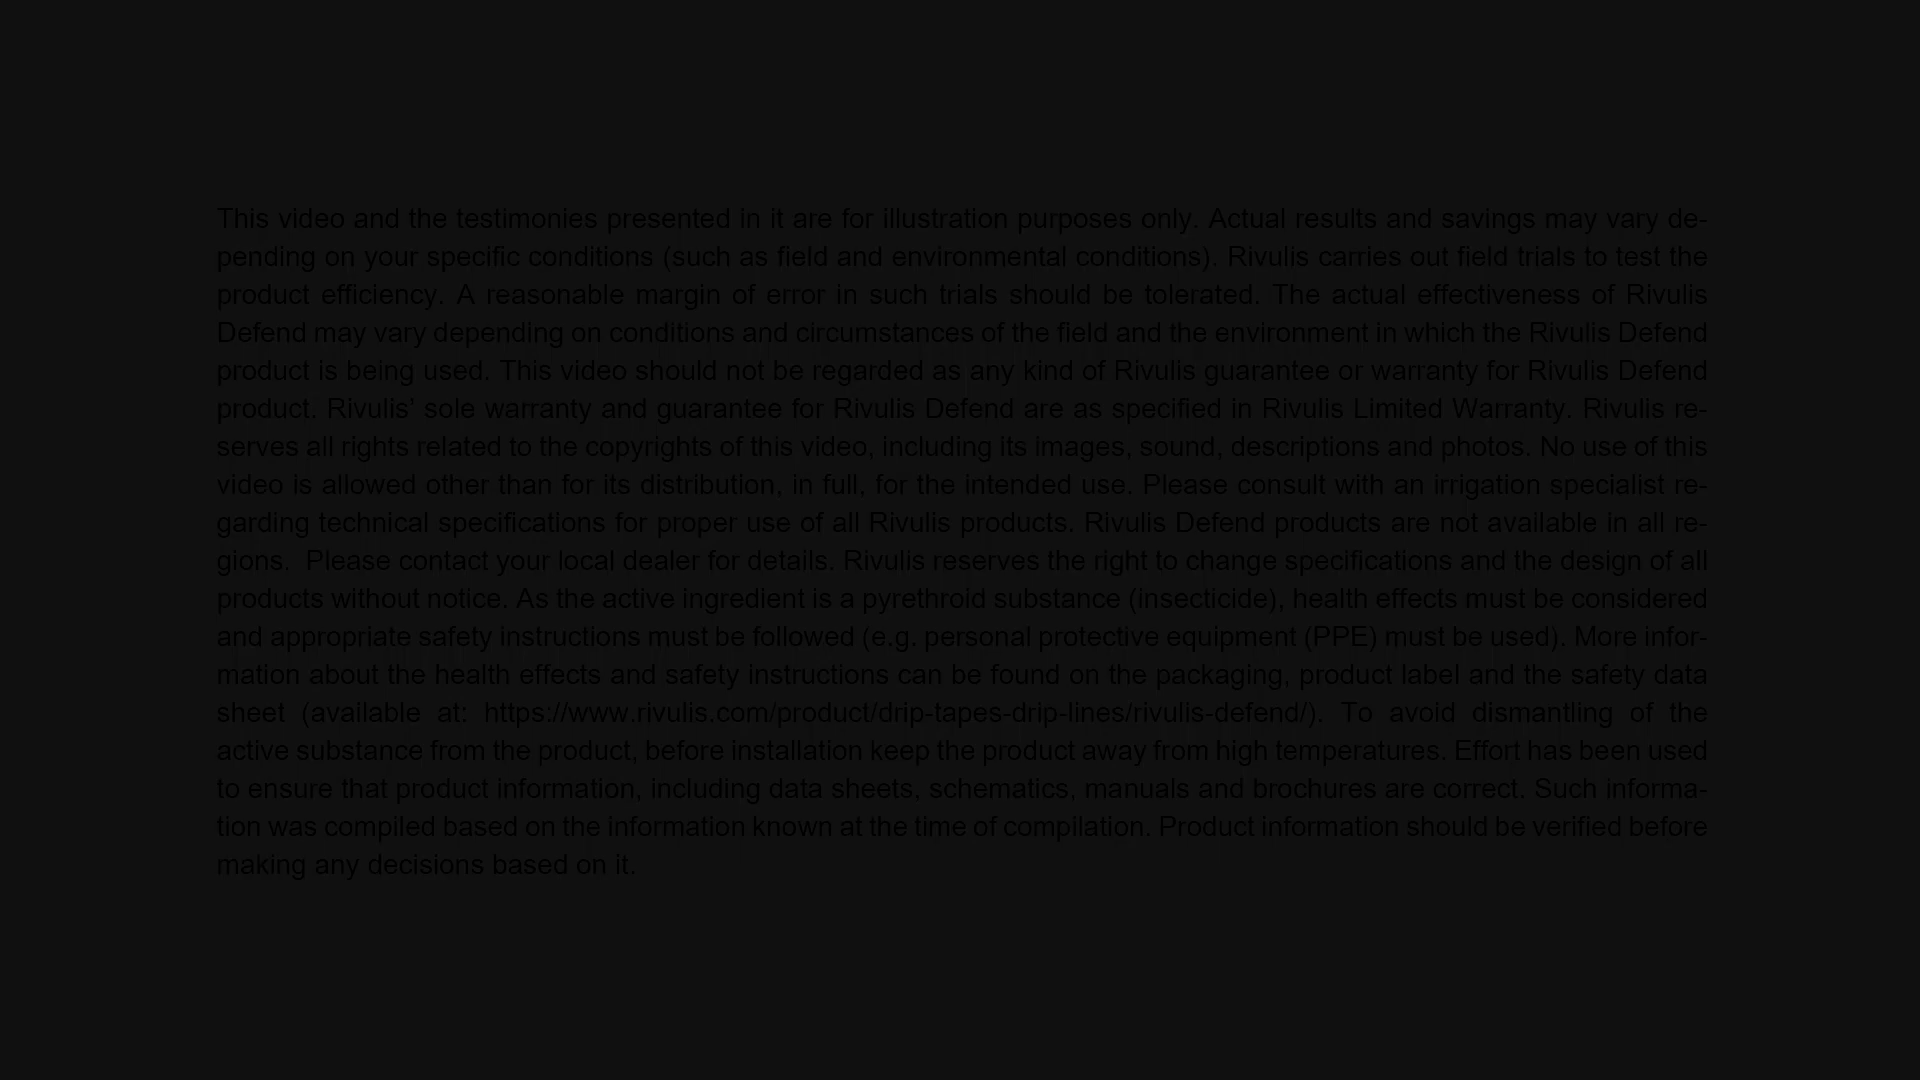 This video and the testimonies presented in it are for illustration purposes only. Actual results and savings may vary de-
pending on your specific conditions (such as field and environmental conditions). Rivulis carries out field trials to test the
product efficiency. A reasonable margin of error in such trials should be tolerated. The actual effectiveness of Rivulis
Defend may vary depending on conditions and circumstances of the field and the environment in which the Rivulis Defend
product is being used. This video should not be regarded as any kind of Rivulis guarantee or warranty for Rivulis Defend
product. Rivulis’ sole warranty and guarantee for Rivulis Defend are as specified in Rivulis Limited Warranty. Rivulis re-
serves all rights related to the copyrights of this video, including its Images, sound, descriptions and photos. No use of this
video is allowed other than for its distribution, in full, for the intended use. Please consult with an irrigation specialist re-
garding technical specifications for proper use of all Rivulis products. Rivulis Defend products are not available in all re-
gions.  Please contact your local dealer for details. Rivulis reserves the right to change specifications and the design of all
products without notice. As the active ingredient is a pyrethroid substance (insecticide), health effects must be considered
and appropriate safety instructions must be followed (e.g. personal protective equipment (PPE) must be used). More infor-
mation about the health effects and safety instructions can be found on the packaging, product label and the safety data
sheet (available at: https://www.rivulis.com/product/drip-tapes-drip-lines/rivulis-defend/). To avoid dismantling of the
active substance from the product, before installation keep the product away from high temperatures. Effort has been used
to ensure that product information, including data sheets, schematics, manuals and brochures are correct. Such informa-
tion was compiled based on the information known at the time of compilation. Product information should be verified before
making any decisions based on it.